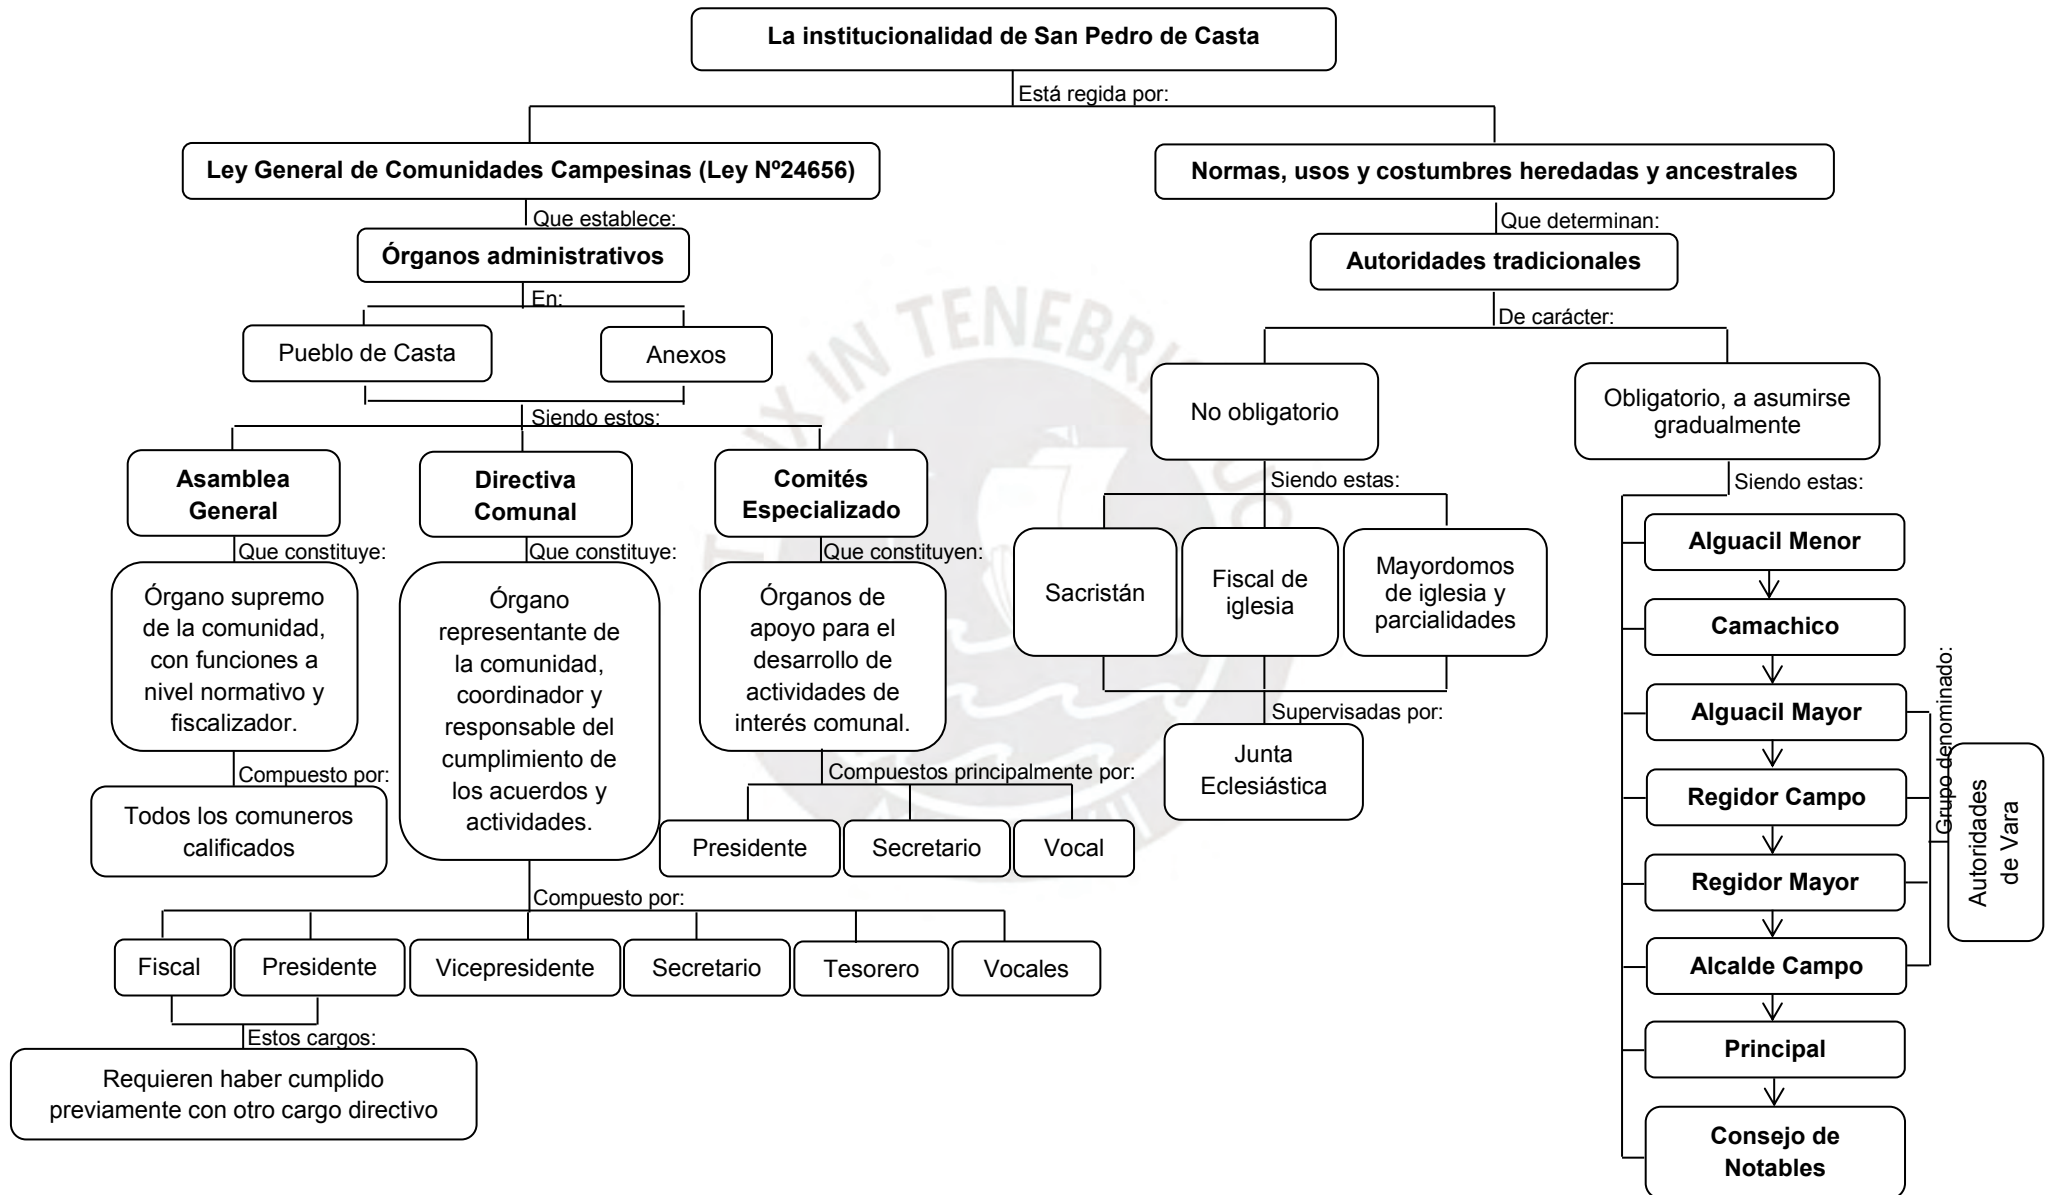 La institucionalidad de San Pedro de Casta
Está regida por:
Ley General de Comunidades Campesinas (Ley Nº24656)
Que establece:
Órganos administrativos
En:
Pueblo de Casta
Anexos
Siendo estos:
Asamblea
General
Que constituye:
Órgano supremo
de la comunidad,
con funciones a
nivel normativo y
fiscalizador.
Compuesto por:
Todos los comuneros
calificados
Directiva
Comunal
Que constituye:
Órgano
representante de
la comunidad,
coordinador y
responsable del
cumplimiento de
los acuerdos y
actividades.
Compuesto por:
Fiscal
Presidente
Vicepresidente
Secretario
Tesorero
Vocales
Estos cargos:
Requieren haber cumplido
previamente con otro cargo directivo
Comités
Especializado
Que constituyen:
Órganos de
apoyo para el
desarrollo de
actividades de
interés comunal.
Compuestos principalmente por:
Presidente
Secretario
Vocal
Normas, usos y costumbres heredadas y ancestrales
Que determinan:
Autoridades tradicionales
De carácter:
No obligatorio
Siendo estas:
Sacristán
Fiscal de
iglesia
Mayordomos
de iglesia y
parcialidades
Supervisadas por:
Junta
Eclesiástica
Obligatorio, a asumirse
gradualmente
Siendo estas:
Alguacil Menor
Camachico
Alguacil Mayor
Regidor Campo
Regidor Mayor
Alcalde Campo
Principal
Consejo de
Notables
Grupo denominado:
Autoridades
de Vara
IN TENEBRIS